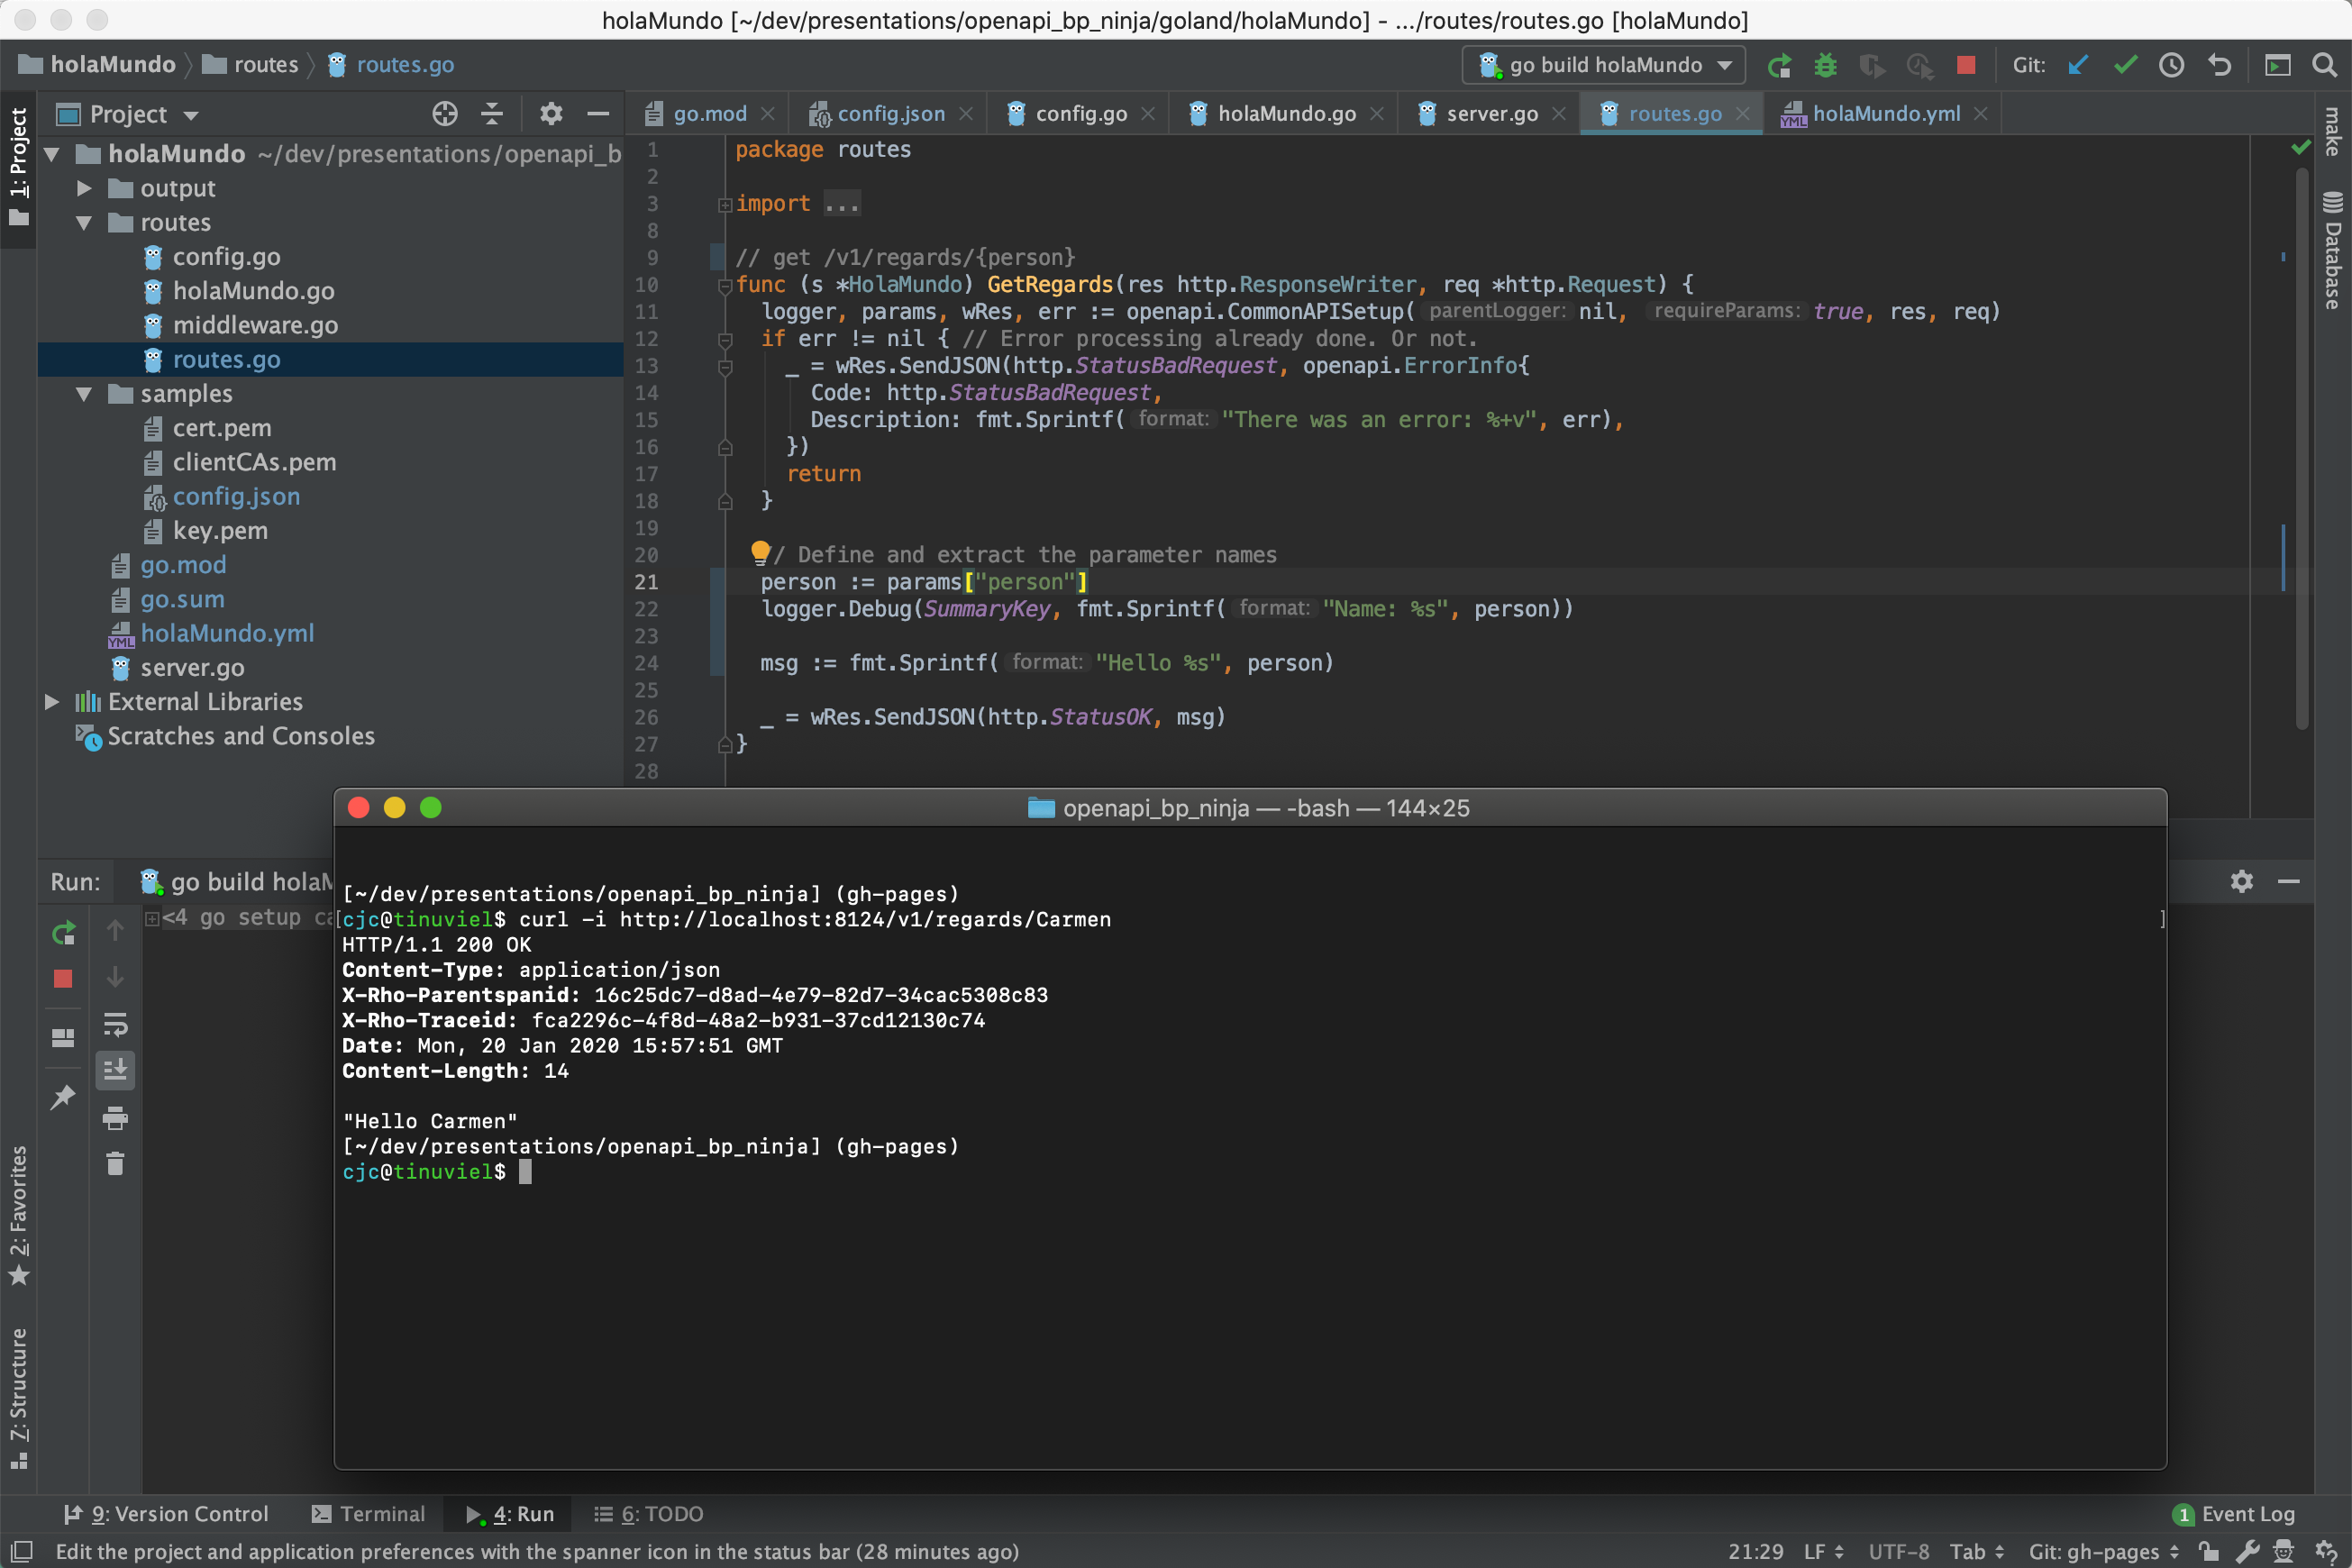 holaMundo [~/dev/presentations/openapi_bp_ninja/goland/holaMundo] - .../routes/routes.go [holaMundo]
holaMundo routes routes.go go build holaMundo Git:
1: Project
Project
go.mod config.json config.go holaMundo.go server.go routes.go holaMundo.yml
make
Database
holaMundo ~/dev/presentations/openapi_b
output
routes
config.go
holaMundo.go
middleware.go
routes.go
samples
cert.pem
clientCAs.pem
config.json
key.pem
go.mod
go.sum
holaMundo.yml
server.go
External Libraries
Scratches and Consoles
1 package routes
2
3 import ...
8
9 // get /v1/regards/{person}
10 func (s *HolaMundo) GetRegards(res http.ResponseWriter, req *http.Request) {
11 logger, params, wRes, err := openapi.CommonAPISetup( parentLogger: nil, requireParams: true, res, req)
12 if err != nil { // Error processing already done. Or not.
13 _ = wRes.SendJSON(http.StatusBadRequest, openapi.ErrorInfo{
14 Code: http.StatusBadRequest,
15 Description: fmt.Sprintf( format: "There was an error: %+v", err),
16 })
17 return
18 }
19
20 // Define and extract the parameter names
21 person := params["person"]
22 logger.Debug(SummaryKey, fmt.Sprintf( format: "Name: %s", person))
23
24 msg := fmt.Sprintf( format: "Hello %s", person)
25
26 _ = wRes.SendJSON(http.StatusOK, msg)
27 }
28
Run: go build holaM
<4 go setup ca
openapi_bp_ninja — -bash — 144×25
[~/dev/presentations/openapi_bp_ninja] (gh-pages)
[cjc@tinuviel$ curl -i http://localhost:8124/v1/regards/Carmen ]
HTTP/1.1 200 OK
Content-Type: application/json
X-Rho-Parentspanid: 16c25dc7-d8ad-4e79-82d7-34cac5308c83
X-Rho-Traceid: fca2296c-4f8d-48a2-b931-37cd12130c74
Date: Mon, 20 Jan 2020 15:57:51 GMT
Content-Length: 14

"Hello Carmen"
[~/dev/presentations/openapi_bp_ninja] (gh-pages)
cjc@tinuviel$
2: Favorites
7: Structure
9: Version Control Terminal 4: Run 6: TODO 1 Event Log
Edit the project and application preferences with the spanner icon in the status bar (28 minutes ago) 21:29 LF UTF-8 Tab Git: gh-pages